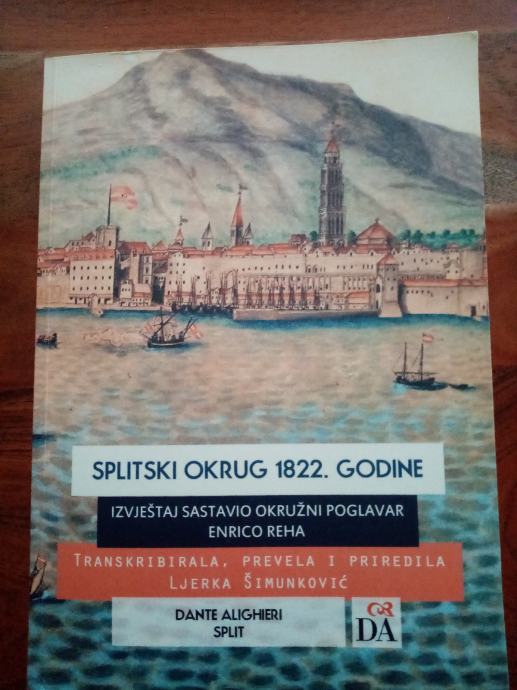 SPLITSKI OKRUG 1822. GODINE
IZVJEŠTAJ SASTAVIO OKRUŽNI POGLAVAR
ENRICO REHA
TRANSKRIBIRALA, PREVELA I PRIREDILA
LJERKA ŠIMUNKOVIĆ
DANTE ALIGHIERI
SPLIT
DA